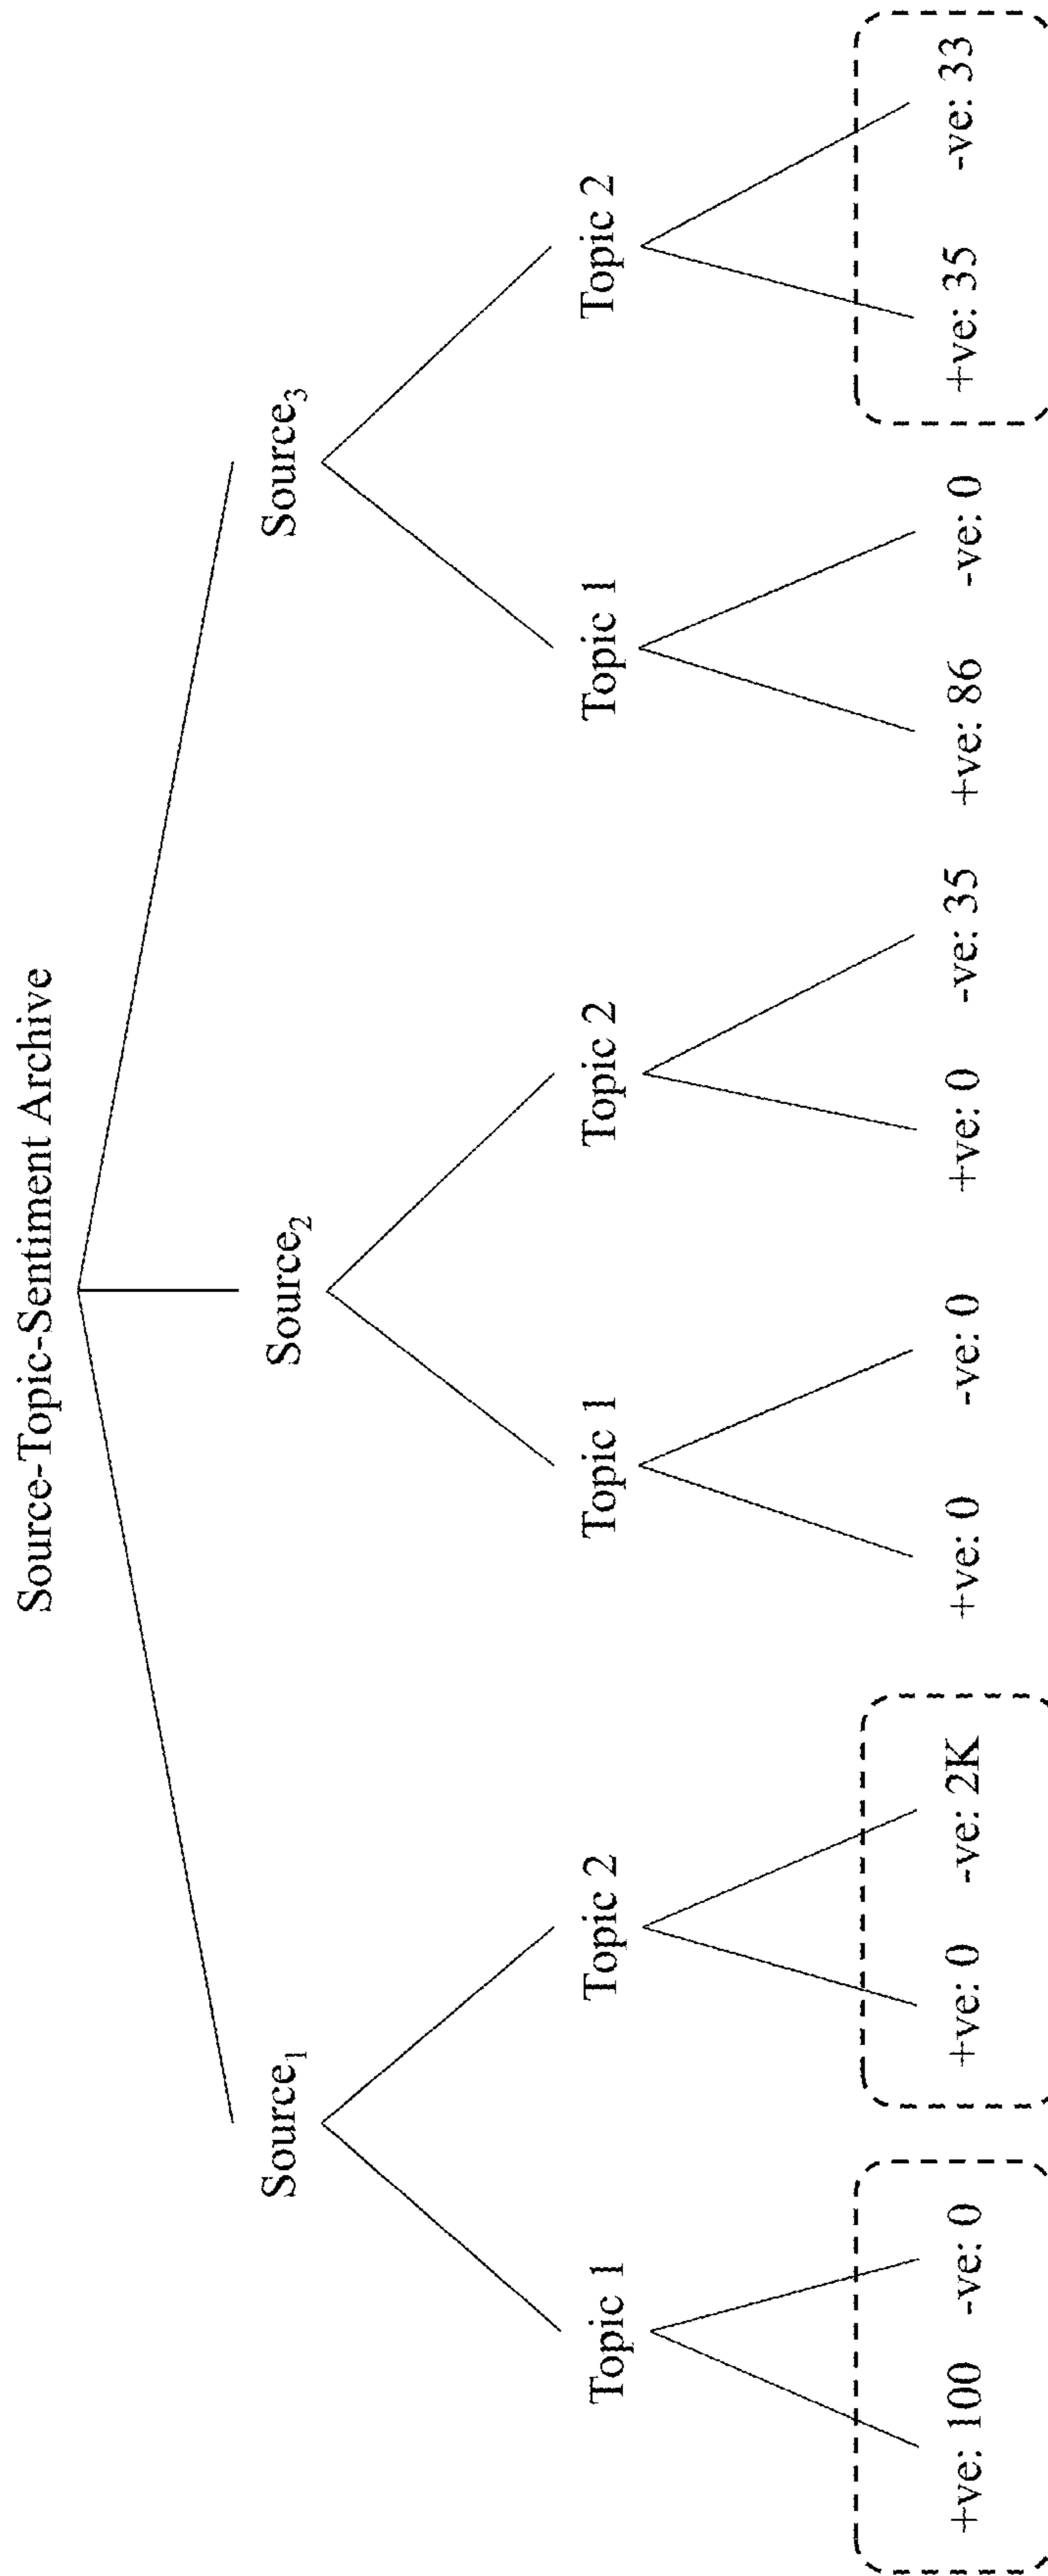 Source-Topic-Sentiment Archive
Source₁ Source₂ Source₃
Topic 1 Topic 2 Topic 1 Topic 2 Topic 1 Topic 2
+ve: 100 -ve: 0 +ve: 0 -ve: 2K +ve: 0 -ve: 0 +ve: 0 -ve: 35 +ve: 86 -ve: 0 +ve: 35 -ve: 33